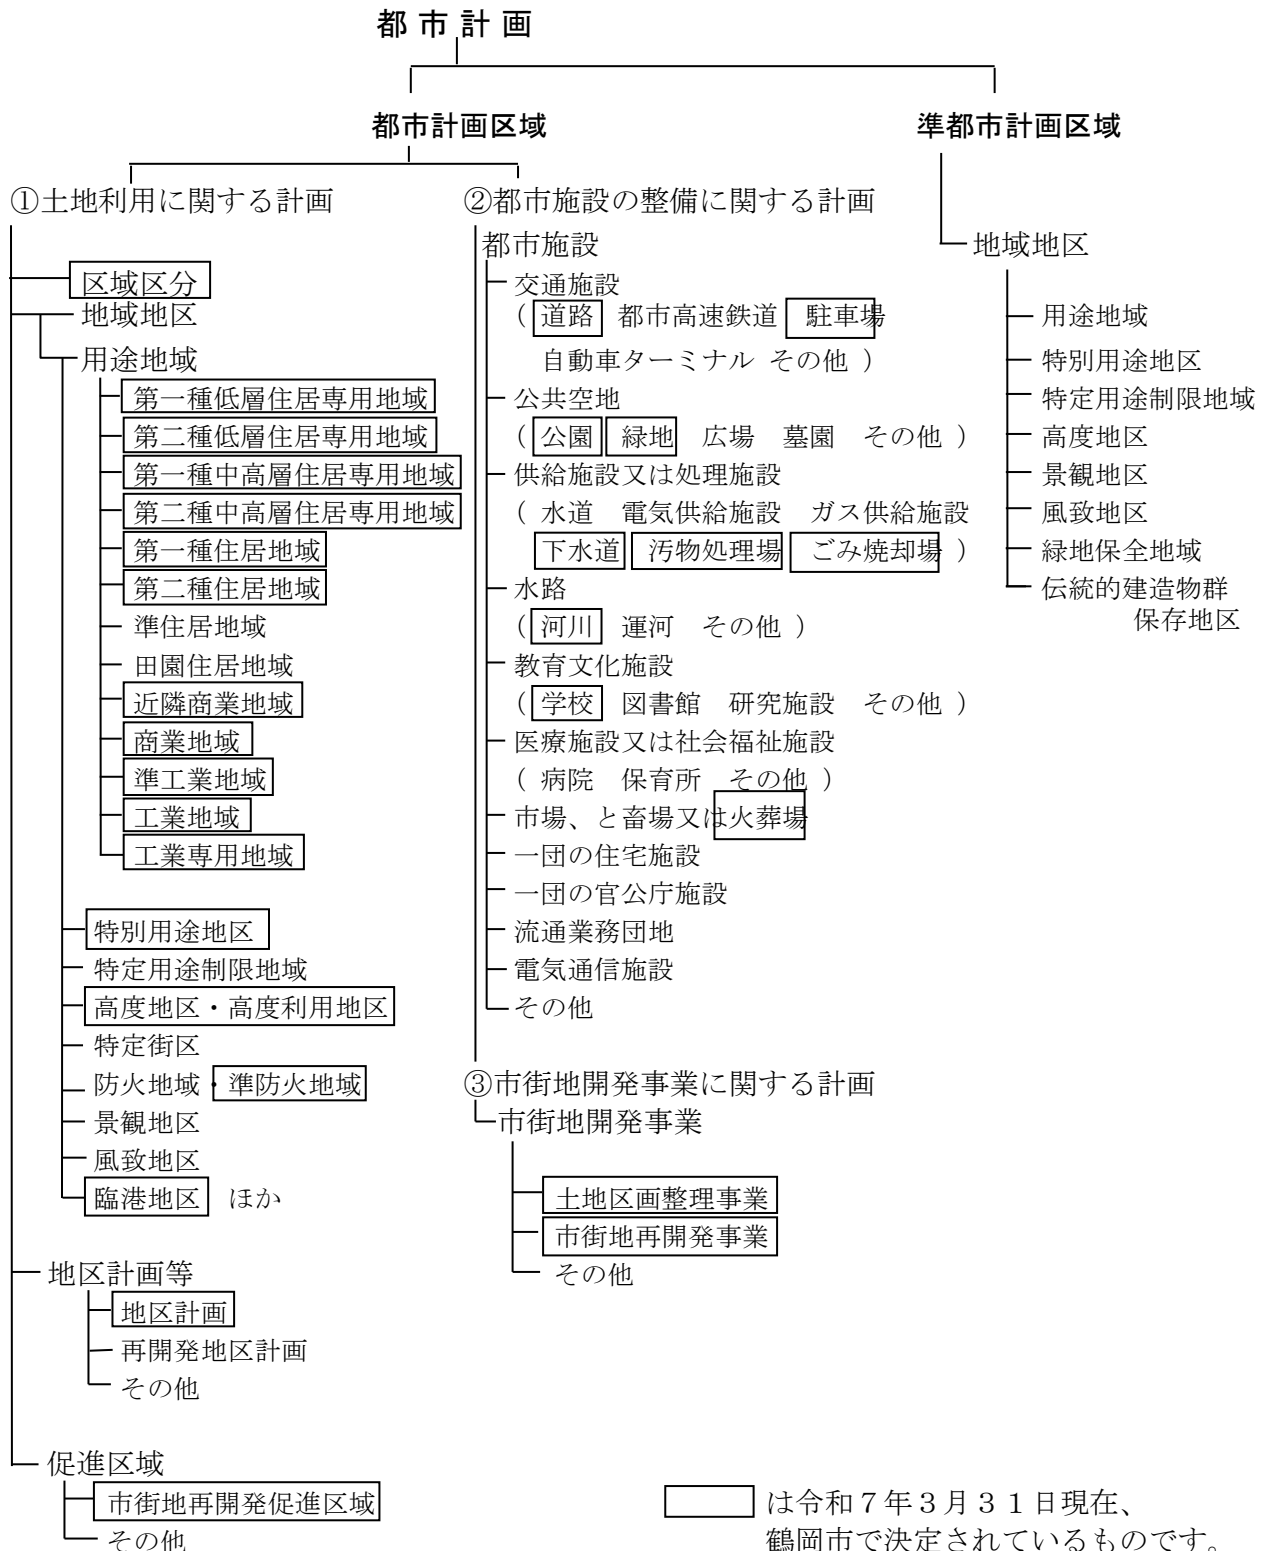 都市計画
都市計画区域
準都市計画区域
①土地利用に関する計画
区域区分
地域地区
用途地域
第一種低層住居専用地域
第二種低層住居専用地域
第一種中高層住居専用地域
第二種中高層住居専用地域
第一種住居地域
第二種住居地域
準住居地域
田園住居地域
近隣商業地域
商業地域
準工業地域
工業地域
工業専用地域
特別用途地区
特定用途制限地域
高度地区・高度利用地区
特定街区
防火地域・準防火地域
景観地区
風致地区
臨港地区 ほか
地区計画等
地区計画
再開発地区計画
その他
促進区域
市街地再開発促進区域
その他
②都市施設の整備に関する計画
都市施設
交通施設
（ 道路 都市高速鉄道 駐車場
自動車ターミナル その他 ）
公共空地
（ 公園 緑地 広場 墓園 その他 ）
供給施設又は処理施設
（ 水道 電気供給施設 ガス供給施設
下水道 汚物処理場 ごみ焼却場 ）
水路
（ 河川 運河 その他 ）
教育文化施設
（ 学校 図書館 研究施設 その他 ）
医療施設又は社会福祉施設
（ 病院 保育所 その他 ）
市場、と畜場又は火葬場
一団の住宅施設
一団の官公庁施設
流通業務団地
電気通信施設
その他
③市街地開発事業に関する計画
市街地開発事業
土地区画整理事業
市街地再開発事業
その他
地域地区
用途地域
特別用途地区
特定用途制限地域
高度地区
景観地区
風致地区
緑地保全地域
伝統的建造物群
保存地区
は令和７年３月３１日現在、
鶴岡市で決定されているものです。